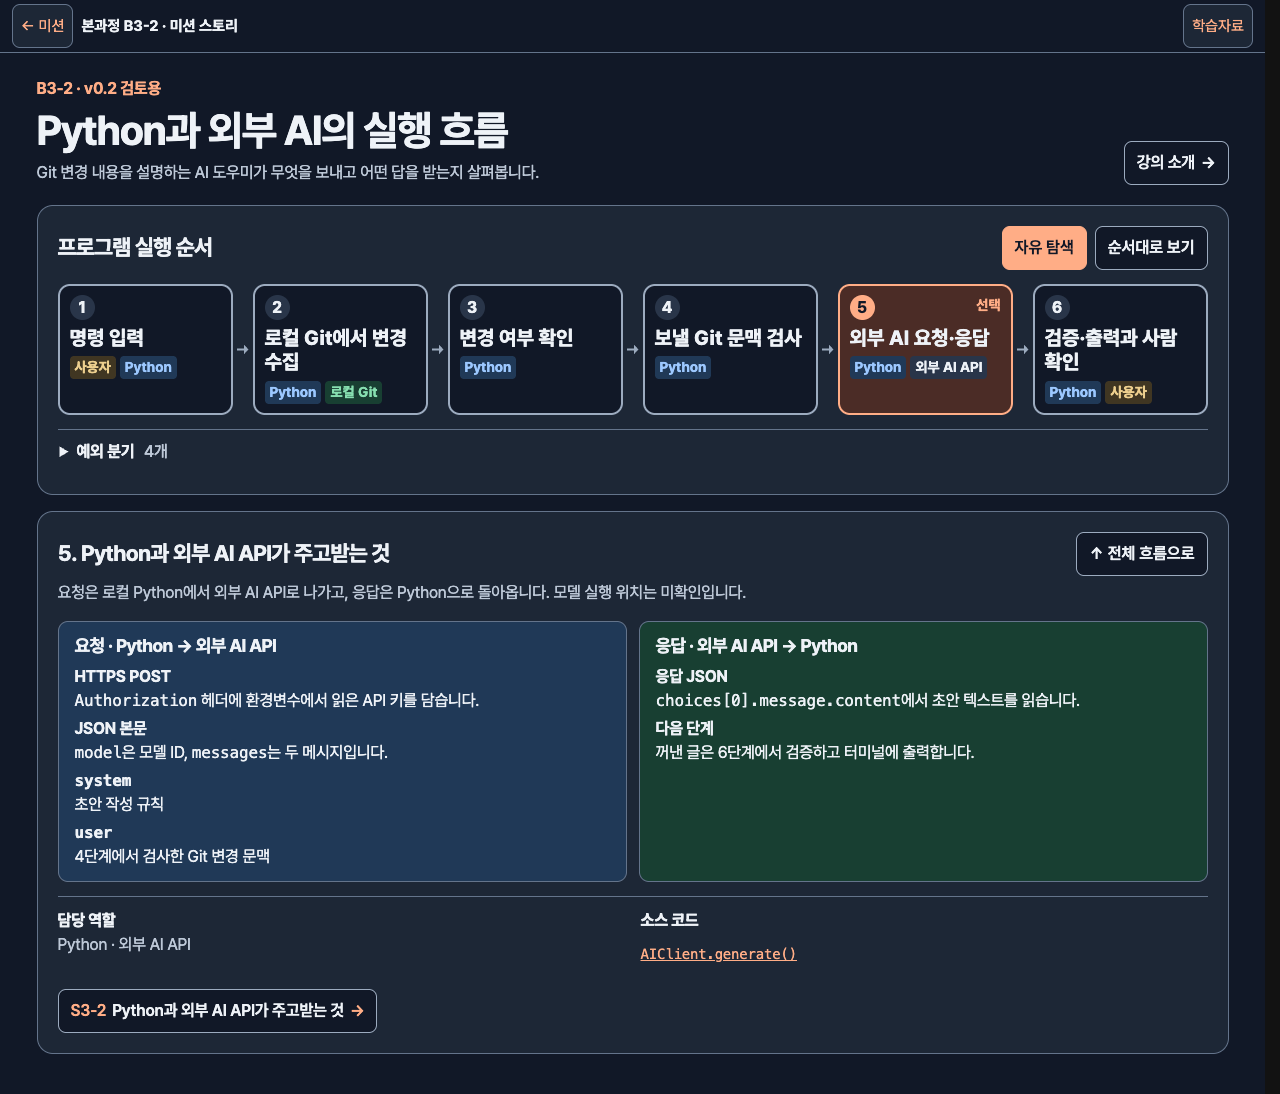 ← 미션
본과정 B3-2 · 미션 스토리
학습자료
B3-2 · v0.2 검토용
Python과 외부 AI의 실행 흐름
Git 변경 내용을 설명하는 AI 도우미가 무엇을 보내고 어떤 답을 받는지 살펴봅니다.
강의 소개 →
프로그램 실행 순서
자유 탐색
순서대로 보기
1
명령 입력
사용자 Python
→
2
로컬 Git에서 변경
수집
Python 로컬 Git
→
3
변경 여부 확인
Python
→
4
보낼 Git 문맥 검사
Python
→
5 선택
외부 AI 요청·응답
Python 외부 AI API
→
6
검증·출력과 사람
확인
Python 사용자
▶ 예외 분기 4개
5. Python과 외부 AI API가 주고받는 것
↑ 전체 흐름으로
요청은 로컬 Python에서 외부 AI API로 나가고, 응답은 Python으로 돌아옵니다. 모델 실행 위치는 미확인입니다.
요청 · Python → 외부 AI API
HTTPS POST
Authorization 헤더에 환경변수에서 읽은 API 키를 담습니다.
JSON 본문
model은 모델 ID, messages는 두 메시지입니다.
system
초안 작성 규칙
user
4단계에서 검사한 Git 변경 문맥
응답 · 외부 AI API → Python
응답 JSON
choices[0].message.content에서 초안 텍스트를 읽습니다.
다음 단계
꺼낸 글은 6단계에서 검증하고 터미널에 출력합니다.
담당 역할
Python · 외부 AI API
소스 코드
AIClient.generate()
S3-2 Python과 외부 AI API가 주고받는 것 →